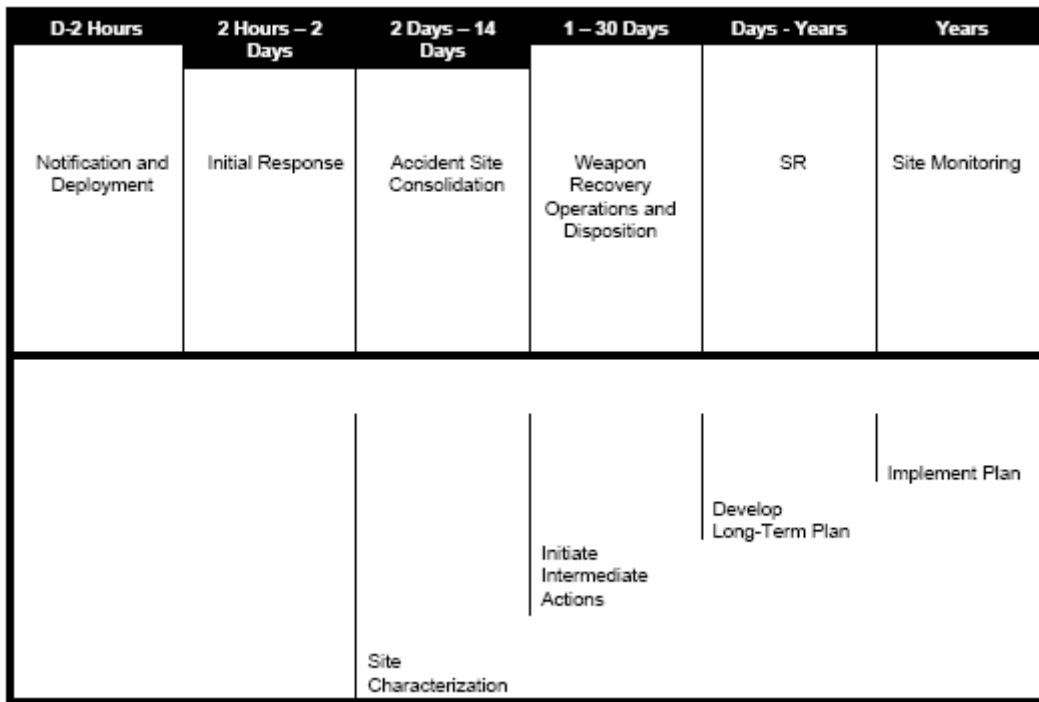 D-2 Hours
2 Hours – 2
Days
2 Days – 14
Days
1 – 30 Days
Days - Years
Years
Notification and
Deployment
Initial Response
Accident Site
Consolidation
Weapon
Recovery
Operations and
Disposition
SR
Site Monitoring
Implement Plan
Develop
Long-Term Plan
Initiate
Intermediate
Actions
Site
Characterization